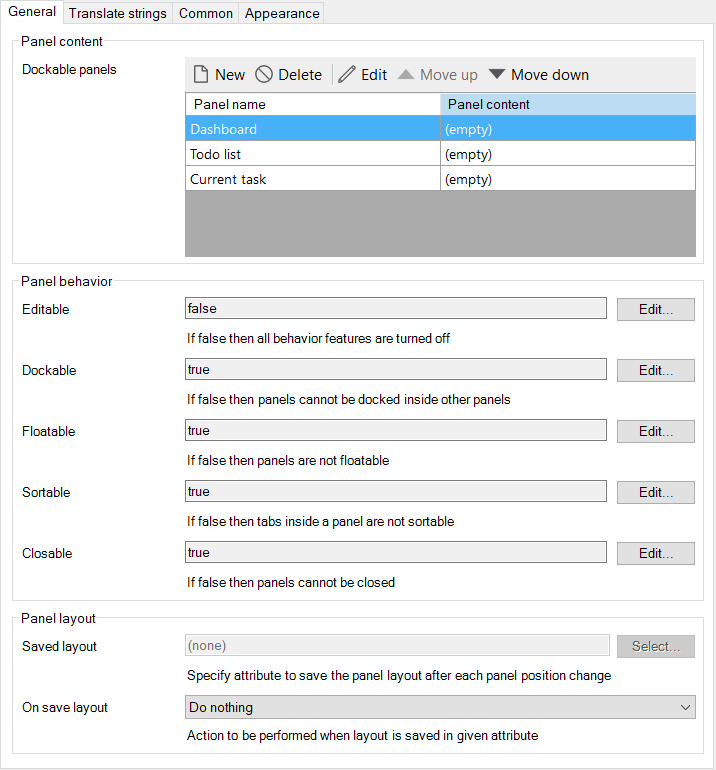 General Translate strings Common Appearance
Panel content
Dockable panels
New Delete Edit Move up Move down
Panel name Panel content
Dashboard (empty)
Todo list (empty)
Current task (empty)
Panel behavior
Editable false Edit...
If false then all behavior features are turned off
Dockable true Edit...
If false then panels cannot be docked inside other panels
Floatable true Edit...
If false then panels are not floatable
Sortable true Edit...
If false then tabs inside a panel are not sortable
Closable true Edit...
If false then panels cannot be closed
Panel layout
Saved layout (none) Select...
Specify attribute to save the panel layout after each panel position change
On save layout Do nothing
Action to be performed when layout is saved in given attribute